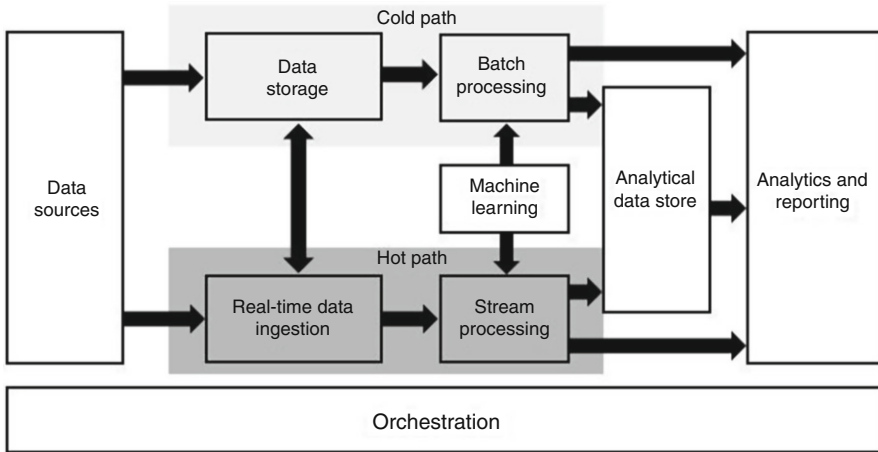 Cold path
Data
storage
Batch
processing
Data
sources
Machine
learning
Analytical
data store
Analytics and
reporting
Hot path
Real-time data
ingestion
Stream
processing
Orchestration